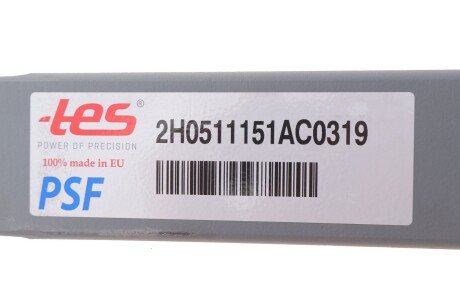 tes®
POWER OF PRECISION
2H0511151AC0319
100% made in EU
PSF